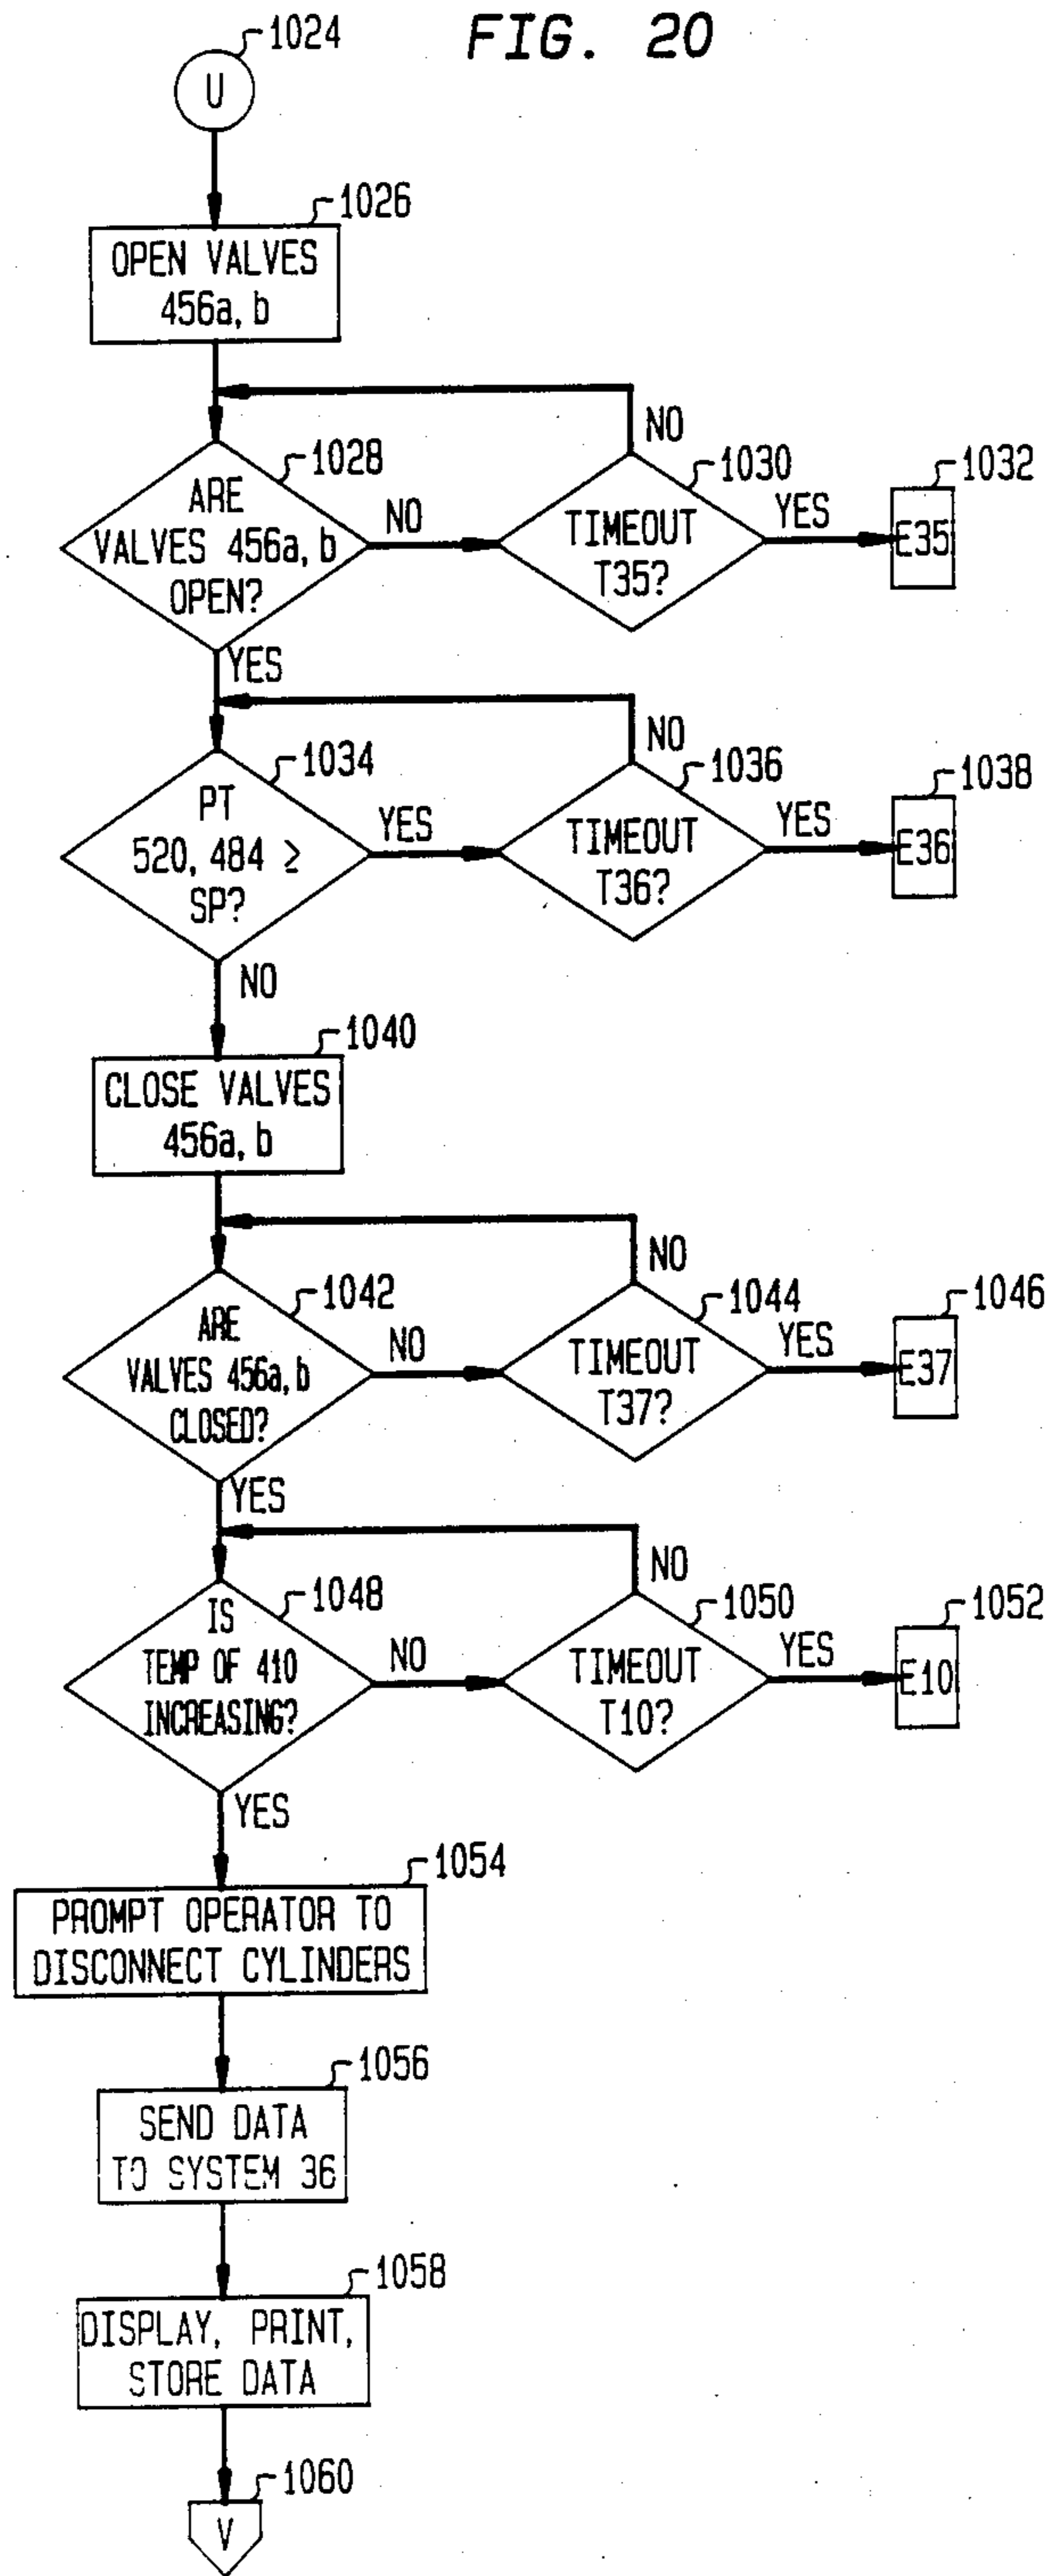 FIG. 20
1024
U
1026
OPEN VALVES
456a, b
NO
1028
ARE
VALVES 456a, b
OPEN?
NO
1030
TIMEOUT
T35?
YES
1032
E35
YES
NO
1034
PT
520, 484 ≥
SP?
YES
1036
TIMEOUT
T36?
YES
1038
E36
NO
1040
CLOSE VALVES
456a, b
NO
1042
ARE
VALVES 456a, b
CLOSED?
NO
1044
TIMEOUT
T37?
YES
1046
E37
YES
NO
1048
IS
TEMP OF 410
INCREASING?
NO
1050
TIMEOUT
T10?
YES
1052
E10
YES
1054
PROMPT OPERATOR TO
DISCONNECT CYLINDERS
1056
SEND DATA
TO SYSTEM 36
1058
DISPLAY, PRINT,
STORE DATA
1060
V